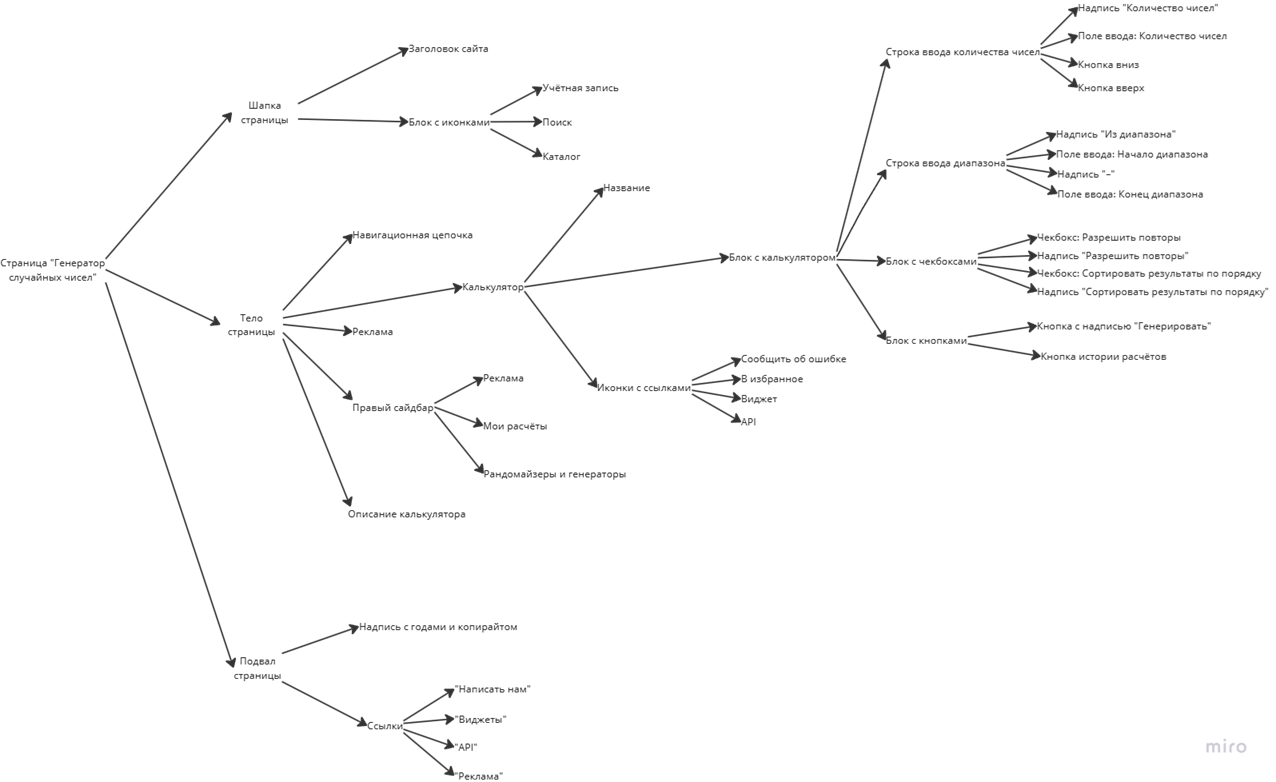 Страница "Генератор
случайных чисел"
Шапка
страницы
Заголовок сайта
Блок с иконками
Учётная запись
Поиск
Каталог
Тело
страницы
Навигационная цепочка
Калькулятор
Название
Блок с калькулятором
Строка ввода количества чисел
Надпись "Количество чисел"
Поле ввода: Количество чисел
Кнопка вниз
Кнопка вверх
Строка ввода диапазона
Надпись "Из диапазона"
Поле ввода: Начало диапазона
Надпись "–"
Поле ввода: Конец диапазона
Блок с чекбоксами
Чекбокс: Разрешить повторы
Надпись "Разрешить повторы"
Чекбокс: Сортировать результаты по порядку
Надпись "Сортировать результаты по порядку"
Блок с кнопками
Кнопка с надписью "Генерировать"
Кнопка истории расчётов
Иконки с ссылками
Сообщить об ошибке
В избранное
Виджет
API
Реклама
Правый сайдбар
Реклама
Мои расчёты
Рандомайзеры и генераторы
Описание калькулятора
Подвал
страницы
Надпись с годами и копирайтом
Ссылки
"Написать нам"
"Виджеты"
"API"
"Реклама"
miro